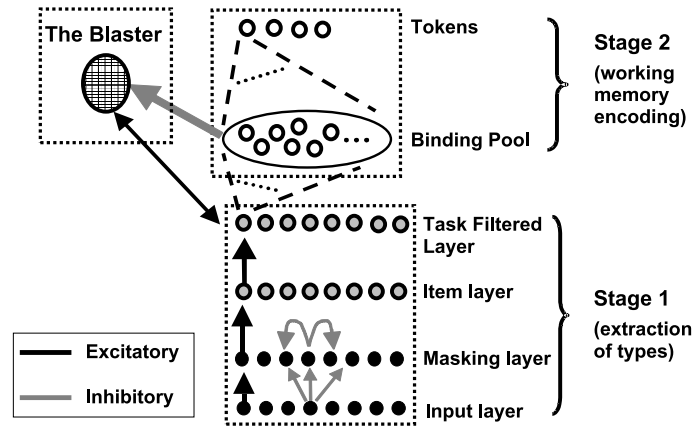 The Blaster
Tokens
Binding Pool
Stage 2
(working
memory
encoding)
Task Filtered
Layer
Item layer
Masking layer
Input layer
Stage 1
(extraction
of types)
Excitatory
Inhibitory